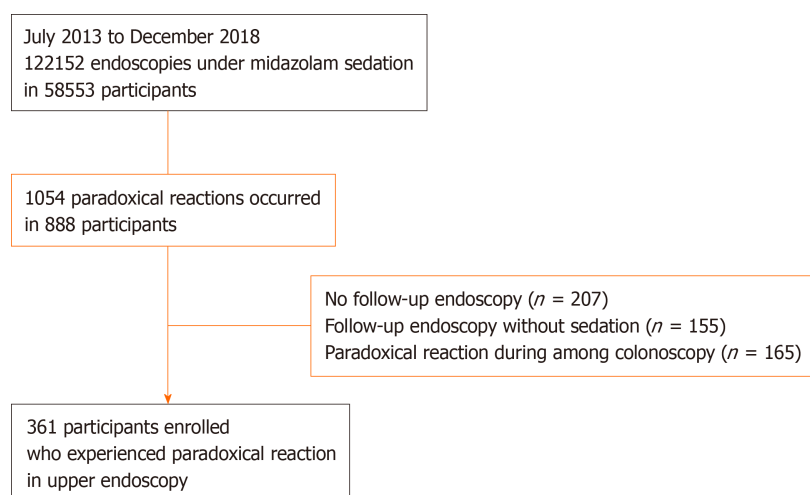 July 2013 to December 2018
122152 endoscopies under midazolam sedation
in 58553 participants
1054 paradoxical reactions occurred
in 888 participants
No follow-up endoscopy (n = 207)
Follow-up endoscopy without sedation (n = 155)
Paradoxical reaction during among colonoscopy (n = 165)
361 participants enrolled
who experienced paradoxical reaction
in upper endoscopy